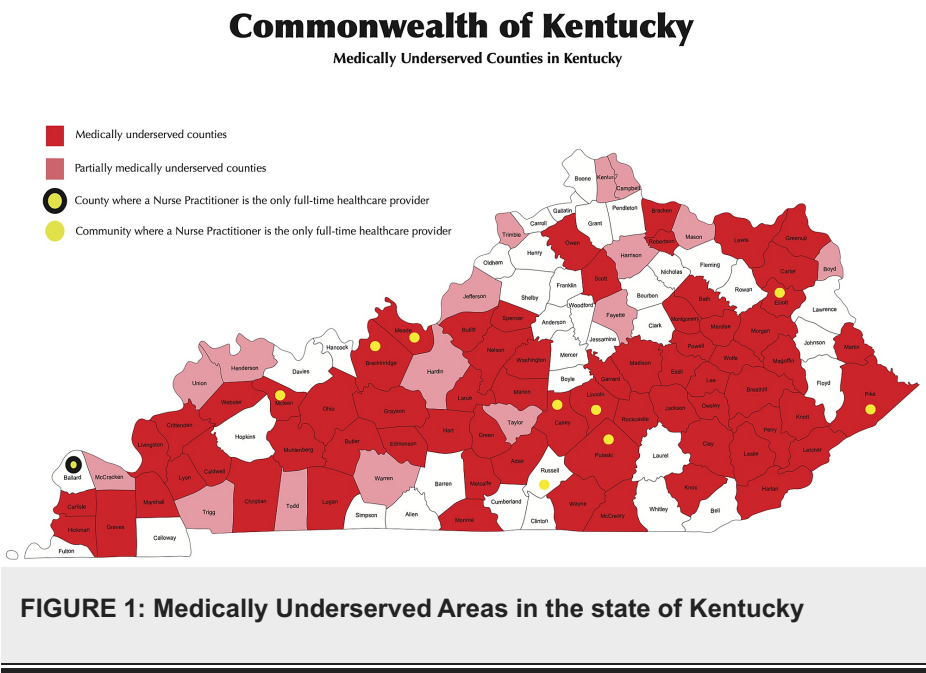 Commonwealth of Kentucky
Medically Underserved Counties in Kentucky
Medically underserved counties
Partially medically underserved counties
County where a Nurse Practitioner is the only full-time healthcare provider
Community where a Nurse Practitioner is the only full-time healthcare provider
Boone
Campbell
Gallatin
Pendleton
Carroll
Grant
Bracken
Trimble
Owen
Robertson
Mason
Lewis
Greenup
Henry
Harrison
Oldham
Fleming
Carter
Boyd
Nicholas
Scott
Franklin
Rowan
Jefferson
Shelby
Bourbon
Bath
Elliott
Woodford
Lawrence
Spencer
Anderson
Fayette
Clark
Montgomery
Menifee
Morgan
Meade
Bullitt
Jessamine
Johnson
Martin
Hancock
Nelson
Powell
Mercer
Washington
Wolfe
Magoffin
Breckinridge
Madison
Henderson
Davies
Hardin
Estill
Boyle
Garrard
Lee
Floyd
Union
Breathitt
Marion
Lincoln
Pike
Webster
Mclean
Larue
Ohio
Grayson
Jackson
Owsley
Knott
Taylor
Casey
Rockcastle
Crittenden
Hopkins
Hart
Green
Perry
Butler
Edmonson
Clay
Livingston
Muhlenberg
Letcher
Pulaski
Laurel
Leslie
Adair
Caldwell
Russell
Ballard
McCracken
Lyon
Warren
Barren
Metcalfe
Knox
Harlan
Marshall
Christian
Logan
Cumberland
Wayne
Carlisle
Todd
Trigg
Simpson
Allen
Whitley
Bell
McCreary
Monroe
Clinton
Hickman
Graves
Calloway
Fulton
FIGURE 1: Medically Underserved Areas in the state of Kentucky